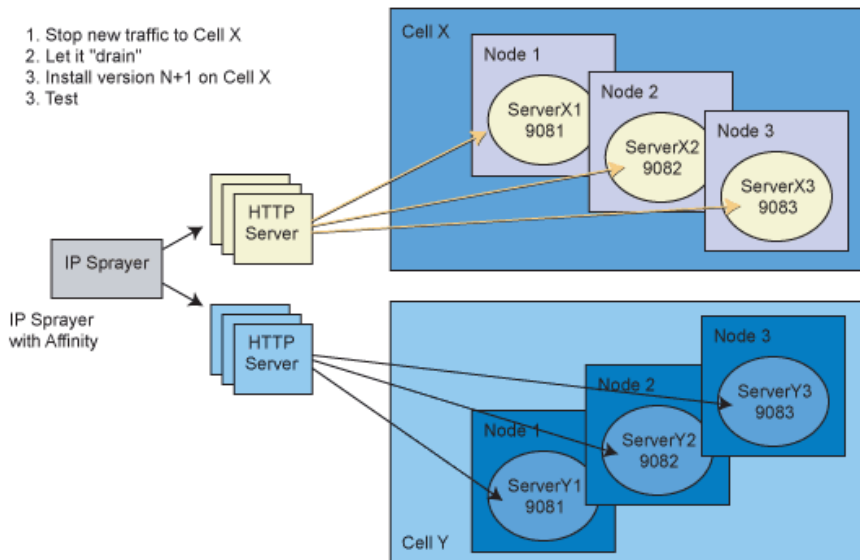 1. Stop new traffic to Cell X
2. Let it "drain"
3. Install version N+1 on Cell X
3. Test
Cell X
Node 1
ServerX1
9081
Node 2
ServerX2
9082
Node 3
ServerX3
9083
HTTP
Server
IP Sprayer
IP Sprayer
with Affinity
HTTP
Server
Node 3
ServerY3
9083
Node 2
ServerY2
9082
Node 1
ServerY1
9081
Cell Y